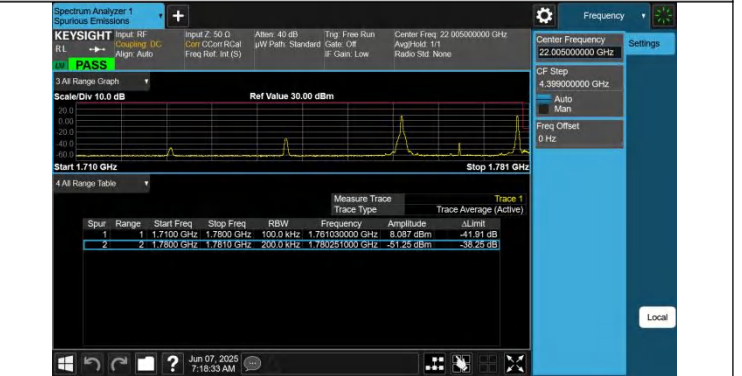 Spectrum Analyzer 1
Spurious Emissions
Frequency
KEYSIGHT Input: RF Input Z: 50 Ω Atten: 40 dB Trig: Free Run Center Freq: 22.005000000 GHz
RL Coupling: DC Corr CCorr RCal µW Path: Standard Gate: Off Avg|Hold: 1/1
Align: Auto Freq Ref: Int (S) IF Gain: Low Radio Std: None
PASS
Center Frequency
22.005000000 GHz
Settings
CF Step
4.399000000 GHz
Auto
Man
Freq Offset
0 Hz
3 All Range Graph
Scale/Div 10.0 dB Ref Value 30.00 dBm
20.0
0.00
-20.0
-40.0
-60.0
Start 1.710 GHz Stop 1.781 GHz
4 All Range Table
Measure Trace Trace 1
Trace Type Trace Average (Active)
Spur Range Start Freq Stop Freq RBW Frequency Amplitude ΔLimit
1 1 1.7100 GHz 1.7800 GHz 100.0 kHz 1.761030000 GHz 8.087 dBm -41.91 dB
2 2 1.7800 GHz 1.7810 GHz 200.0 kHz 1.780251000 GHz -51.25 dBm -38.25 dB
Local
? Jun 07, 2025
7:18:33 AM